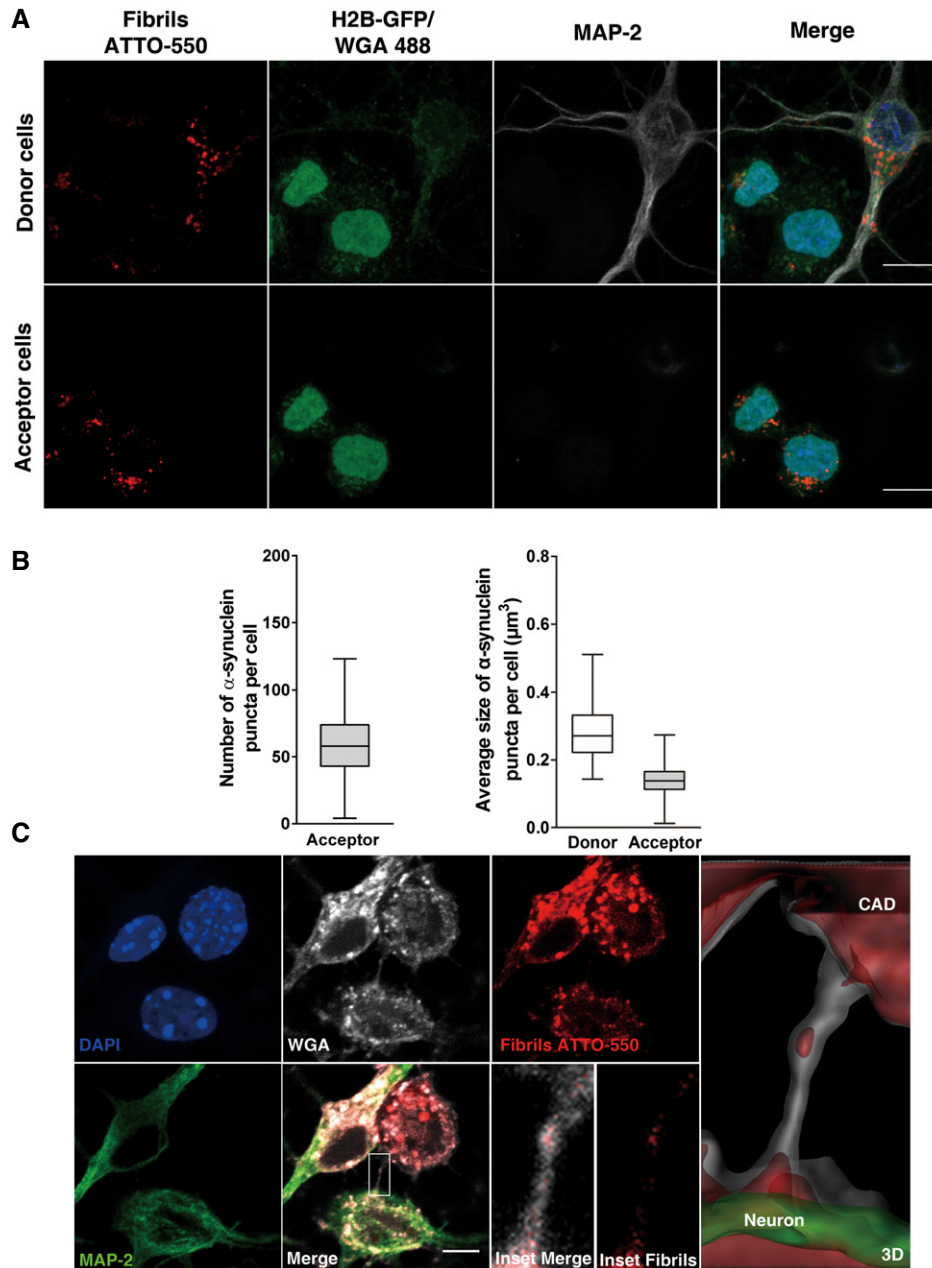 A
Fibrils
ATTO-550
H2B-GFP/
WGA 488
MAP-2
Merge
Donor cells
Acceptor cells
B
Number of α-synuclein
puncta per cell
200
150
100
50
0
Acceptor
Average size of α-synuclein
puncta per cell (µm³)
0.8
0.6
0.4
0.2
0.0
Donor
Acceptor
C
DAPI
WGA
Fibrils ATTO-550
CAD
MAP-2
Merge
Inset Merge
Inset Fibrils
Neuron
3D